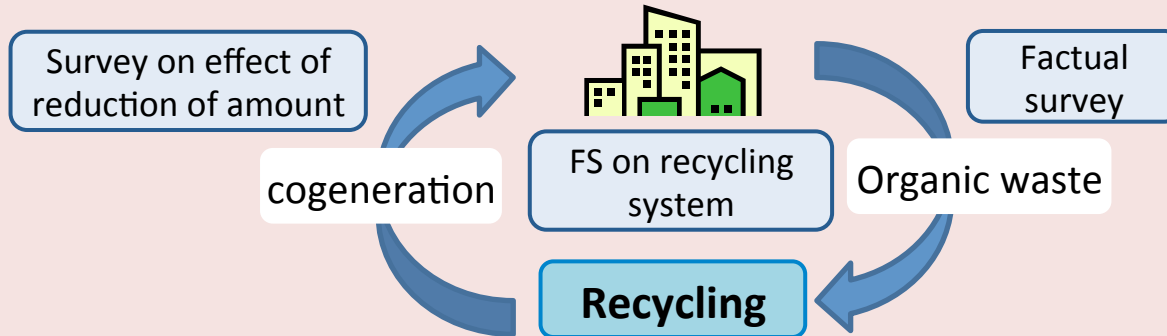 Survey on effect of
reduction of amount
Factual
survey
cogeneration
FS on recycling
system
Organic waste
Recycling